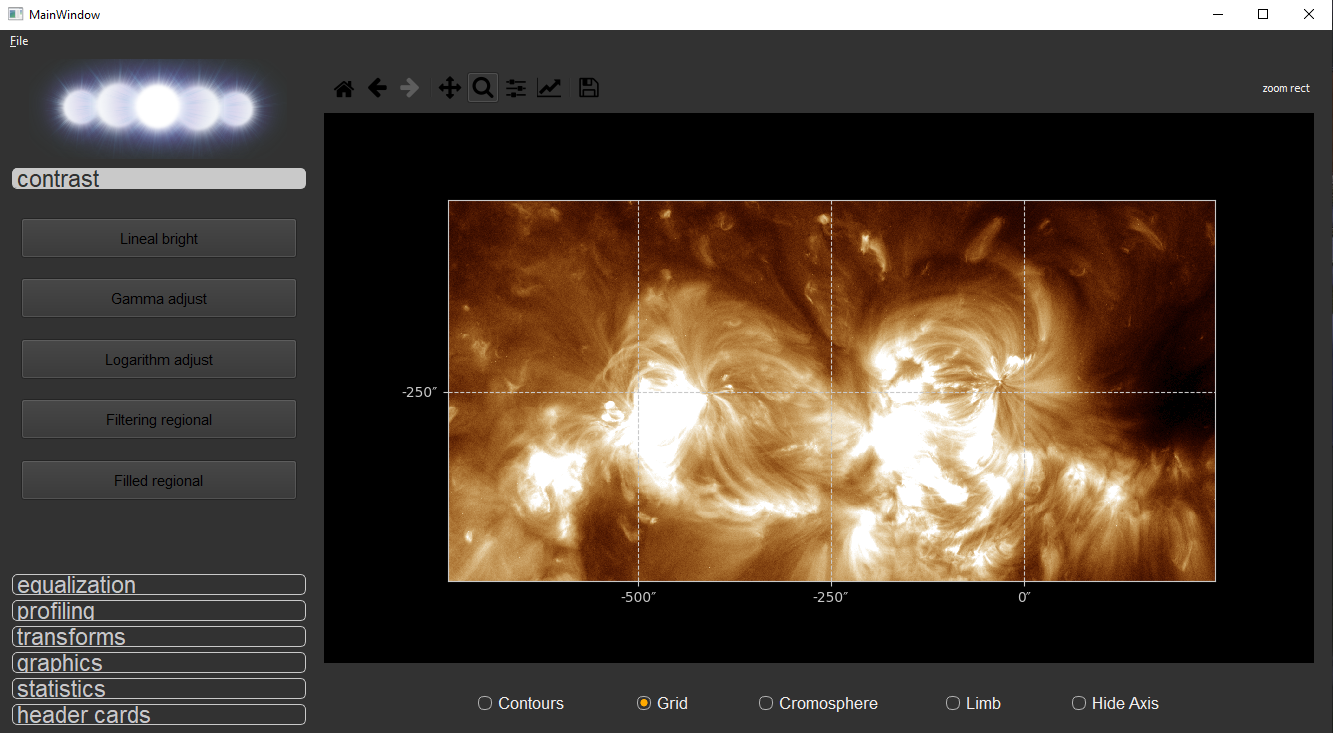 MainWindow
File
zoom rect
contrast
Lineal bright
Gamma adjust
Logarithm adjust
Filtering regional
Filled regional
equalization
profiling
transforms
graphics
statistics
header cards
-250″
-500″ -250″ 0″
Contours Grid Cromosphere Limb Hide Axis